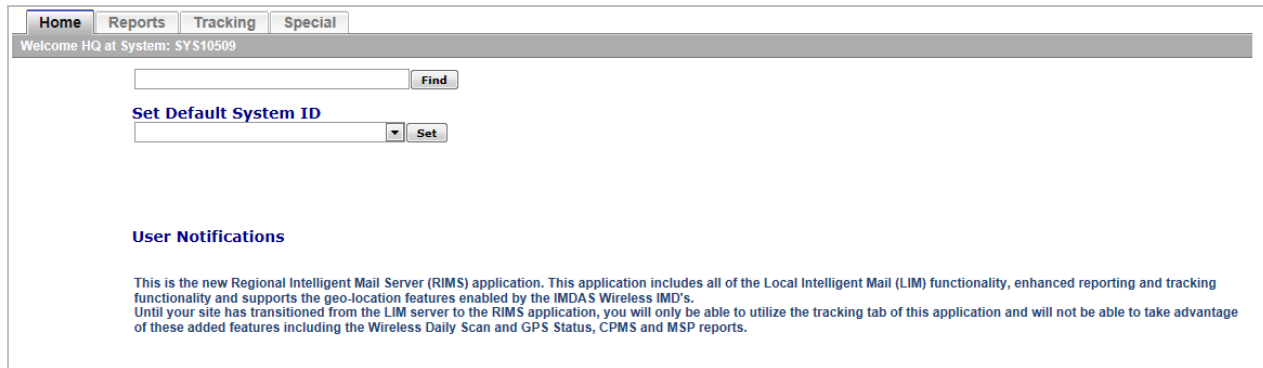 Home Reports Tracking Special
Welcome HQ at System: SYS10509
Find
Set Default System ID
Set
User Notifications
This is the new Regional Intelligent Mail Server (RIMS) application. This application includes all of the Local Intelligent Mail (LIM) functionality, enhanced reporting and tracking
functionality and supports the geo-location features enabled by the IMDAS Wireless IMD's.
Until your site has transitioned from the LIM server to the RIMS application, you will only be able to utilize the tracking tab of this application and will not be able to take advantage
of these added features including the Wireless Daily Scan and GPS Status, CPMS and MSP reports.